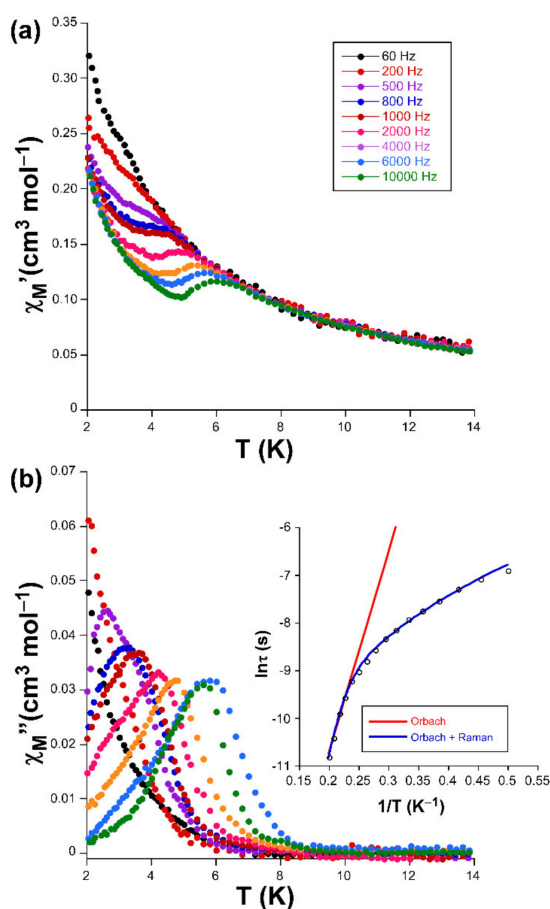 (a)
0.35
0.30
0.25
0.20
0.15
0.10
0.05
0
χM'(cm³ mol⁻¹)
60 Hz
200 Hz
500 Hz
800 Hz
1000 Hz
2000 Hz
4000 Hz
6000 Hz
10000 Hz
2 4 6 8 10 12 14
T (K)
(b)
0.07
0.06
0.05
0.04
0.03
0.02
0.01
0
χM''(cm³ mol⁻¹)
2 4 6 8 10 12 14
T (K)
-6
-7
-8
-9
-10
-11
lnτ (s)
Orbach
Orbach + Raman
0.15 0.2 0.25 0.3 0.35 0.4 0.45 0.5 0.55
1/T (K⁻¹)